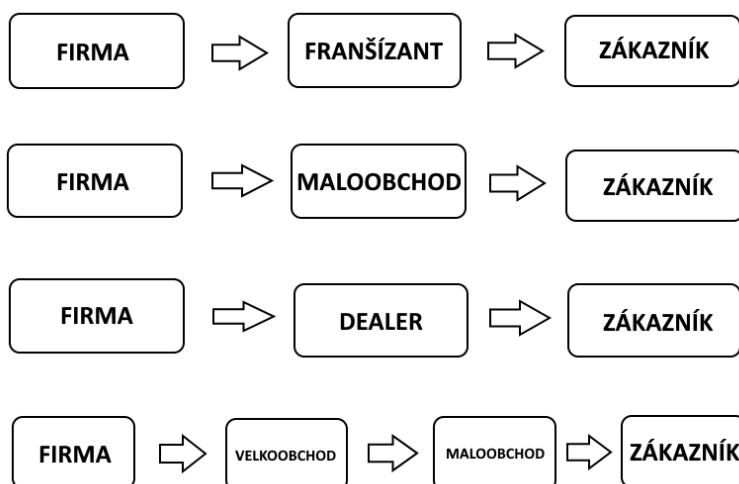 FIRMA FRANŠÍZANT ZÁKAZNÍK
FIRMA MALOOBCHOD ZÁKAZNÍK
FIRMA DEALER ZÁKAZNÍK
FIRMA VELKOOBCHOD MALOOBCHOD ZÁKAZNÍK